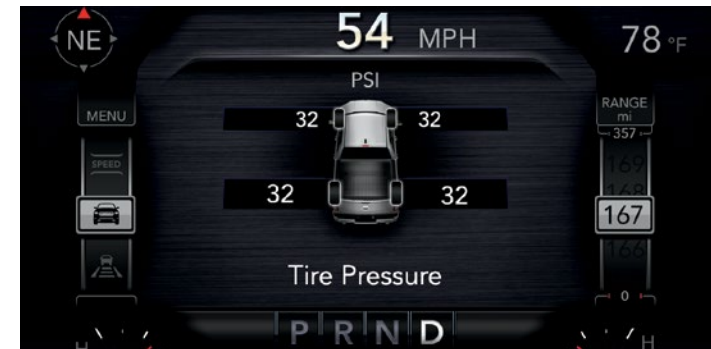 NE
54 MPH
78 °F
PSI
32 32
MENU
RANGE
mi
357
SPEED
169
168
32 32
167
166
Tire Pressure
0
P R N D
H H